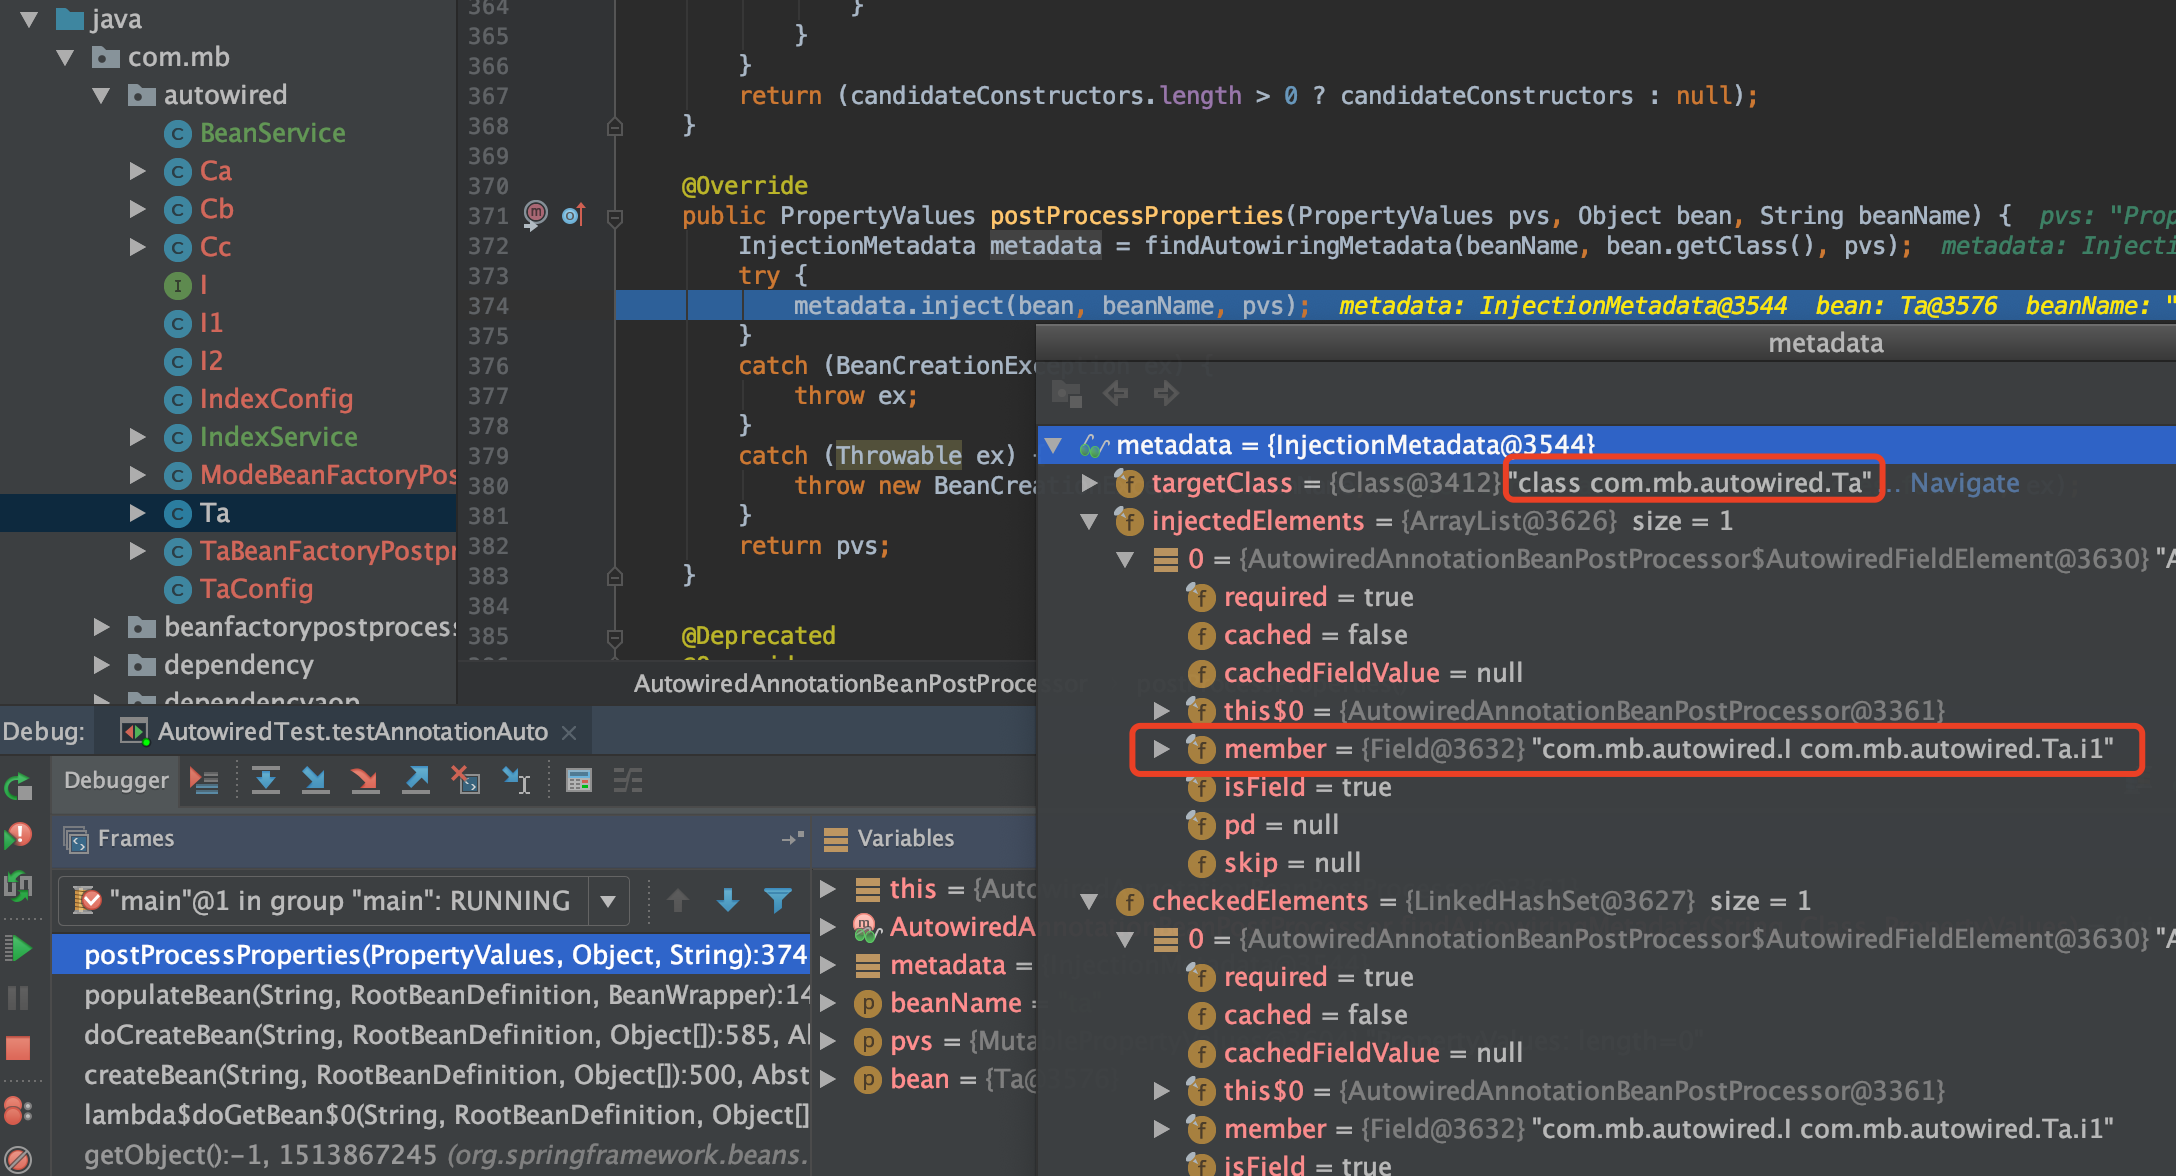 java
com.mb
autowired
BeanService
Ca
Cb
Cc
I
I1
I2
IndexConfig
IndexService
ModeBeanFactoryPos
Ta
TaBeanFactoryPostpr
TaConfig
beanfactorypostprocess
dependency
dependencyaop
364 }
365 }
366 }
367 return (candidateConstructors.length > 0 ? candidateConstructors : null);
368 }
369
370 @Override
371 public PropertyValues postProcessProperties(PropertyValues pvs, Object bean, String beanName) { pvs: "Prop
372 InjectionMetadata metadata = findAutowiringMetadata(beanName, bean.getClass(), pvs); metadata: Injecti
373 try {
374 metadata.inject(bean, beanName, pvs); metadata: InjectionMetadata@3544 bean: Ta@3576 beanName: "
375 }
376 catch (BeanCreationException ex) {
377 throw ex;
378 }
379 catch (Throwable ex)
380 throw new BeanCrea
381 }
382 return pvs;
383 }
384
385 @Deprecated
AutowiredAnnotationBeanPostProcessor
metadata
metadata = {InjectionMetadata@3544}
targetClass = {Class@3412} "class com.mb.autowired.Ta" ... Navigate
injectedElements = {ArrayList@3626} size = 1
0 = {AutowiredAnnotationBeanPostProcessor$AutowiredFieldElement@3630} "A
required = true
cached = false
cachedFieldValue = null
this$0 = {AutowiredAnnotationBeanPostProcessor@3361}
member = {Field@3632} "com.mb.autowired.I com.mb.autowired.Ta.i1"
isField = true
pd = null
skip = null
checkedElements = {LinkedHashSet@3627} size = 1
0 = {AutowiredAnnotationBeanPostProcessor$AutowiredFieldElement@3630} "A
required = true
cached = false
cachedFieldValue = null
this$0 = {AutowiredAnnotationBeanPostProcessor@3361}
member = {Field@3632} "com.mb.autowired.I com.mb.autowired.Ta.i1"
isField = true
Debug: AutowiredTest.testAnnotationAuto
Debugger
Frames
"main"@1 in group "main": RUNNING
postProcessProperties(PropertyValues, Object, String):374
populateBean(String, RootBeanDefinition, BeanWrapper):14
doCreateBean(String, RootBeanDefinition, Object[]):585, Al
createBean(String, RootBeanDefinition, Object[]):500, Abst
lambda$doGetBean$0(String, RootBeanDefinition, Object[]
getObject():-1, 1513867245 (org.springframework.beans.
Variables
this = {Auto
AutowiredA
metadata =
beanName =
pvs = {Muta
bean = {Ta@